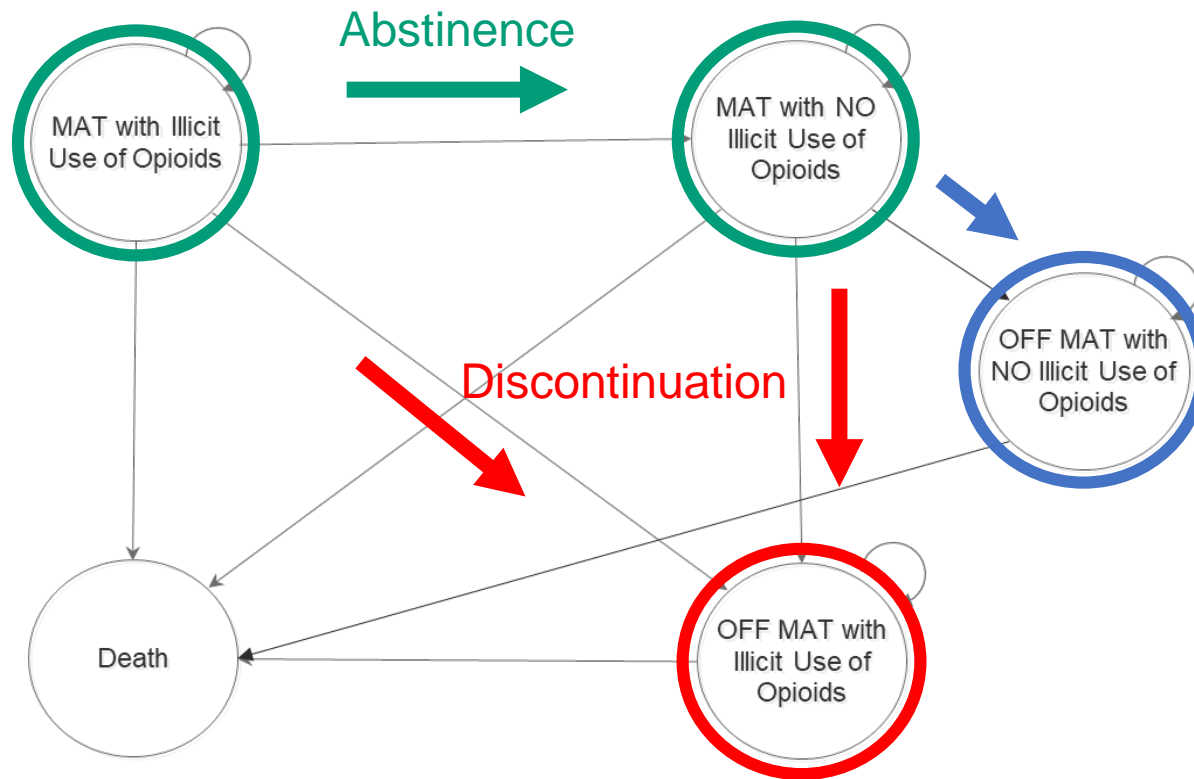 Abstinence
MAT with Illicit
Use of Opioids
MAT with NO
Illicit Use of
Opioids
OFF MAT with
NO Illicit Use of
Opioids
Discontinuation
Death
OFF MAT with
Illicit Use of
Opioids